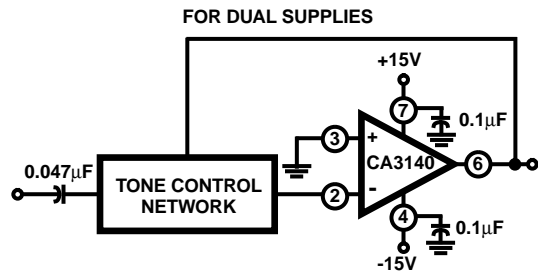 FOR DUAL SUPPLIES
+15V
7
0.1μF
3
+
CA3140
6
0.047μF
TONE CONTROL
NETWORK
2
-
4
0.1μF
-15V